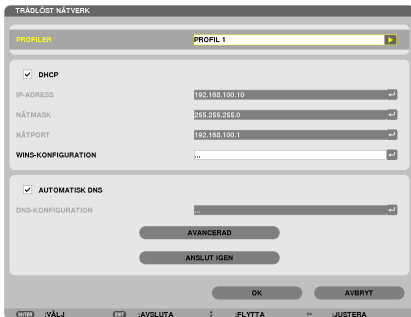 TRÅDLÖST NÄTVERK
PROFILER PROFIL 1
DHCP
IP-ADRESS 192.168.100.10
NÄTMASK 255.255.255.0
NÄTPORT 192.168.100.1
WINS-KONFIGURATION ...
AUTOMATISK DNS
DNS-KONFIGURATION ...
AVANCERAD
ANSLUT IGEN
OK AVBRYT
ENTER :VÄLJ EXIT :AVSLUTA :FLYTTA :JUSTERA